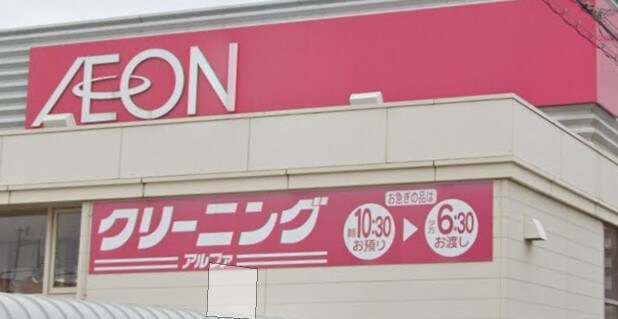 ÆON
クリーニング
アルファ
お急ぎの品は
朝10:30
お預り
夕方6:30
お渡し